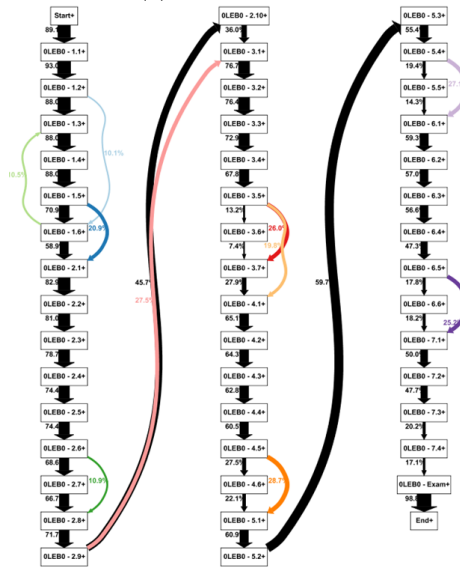 Start+
89.
0LEB0 - 1.1+
93.0
0LEB0 - 1.2+
88.0
10.1%
0LEB0 - 1.3+
88.0
10.5%
0LEB0 - 1.4+
88.0
0LEB0 - 1.5+
70.9
20.9%
0LEB0 - 1.6+
58.9
0LEB0 - 2.1+
82.9
0LEB0 - 2.2+
81.0
0LEB0 - 2.3+
78.7
0LEB0 - 2.4+
74.4
0LEB0 - 2.5+
74.4
0LEB0 - 2.6+
68.6
0LEB0 - 2.7+
10.9%
66.7
0LEB0 - 2.8+
71.7
0LEB0 - 2.9+
45.7%
27.5%
0LEB0 - 2.10+
36.0%
0LEB0 - 3.1+
76.7
0LEB0 - 3.2+
76.4
0LEB0 - 3.3+
72.9
0LEB0 - 3.4+
67.8
0LEB0 - 3.5+
13.2%
0LEB0 - 3.6+
26.0%
19.8%
7.4%
0LEB0 - 3.7+
27.9%
0LEB0 - 4.1+
65.1
0LEB0 - 4.2+
64.3
0LEB0 - 4.3+
62.8
0LEB0 - 4.4+
60.5
0LEB0 - 4.5+
27.5%
0LEB0 - 4.6+
28.7%
22.1%
0LEB0 - 5.1+
60.9
0LEB0 - 5.2+
59.7
0LEB0 - 5.3+
55.4
0LEB0 - 5.4+
19.4%
27.1
0LEB0 - 5.5+
14.3%
0LEB0 - 6.1+
59.3
0LEB0 - 6.2+
57.0
0LEB0 - 6.3+
56.6
0LEB0 - 6.4+
47.3
0LEB0 - 6.5+
17.8%
0LEB0 - 6.6+
18.2%
25.2
0LEB0 - 7.1+
50.0
0LEB0 - 7.2+
47.7
0LEB0 - 7.3+
20.2%
0LEB0 - 7.4+
17.1%
0LEB0 - Exam+
98.
End+